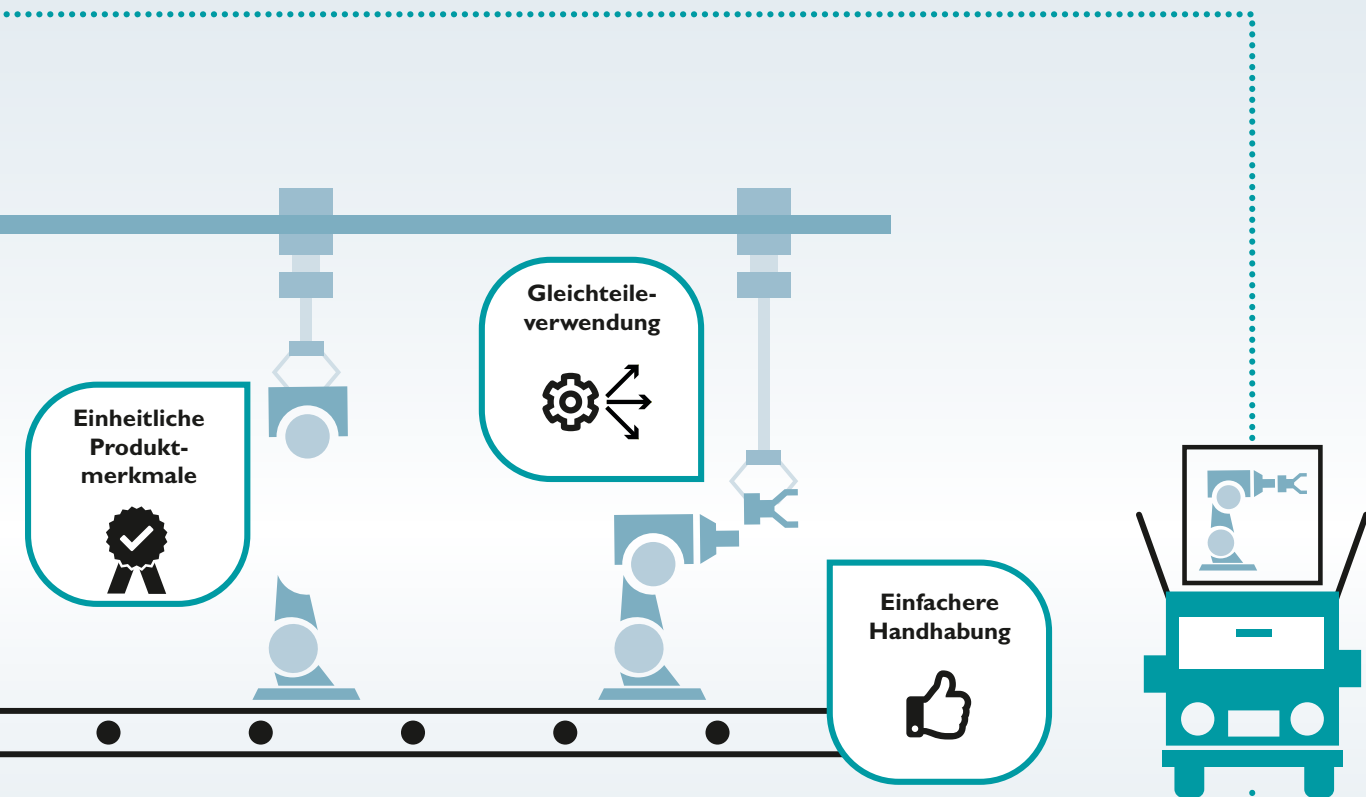 Gleichteile-
verwendung
Einheitliche
Produkt-
merkmale
Einfachere
Handhabung